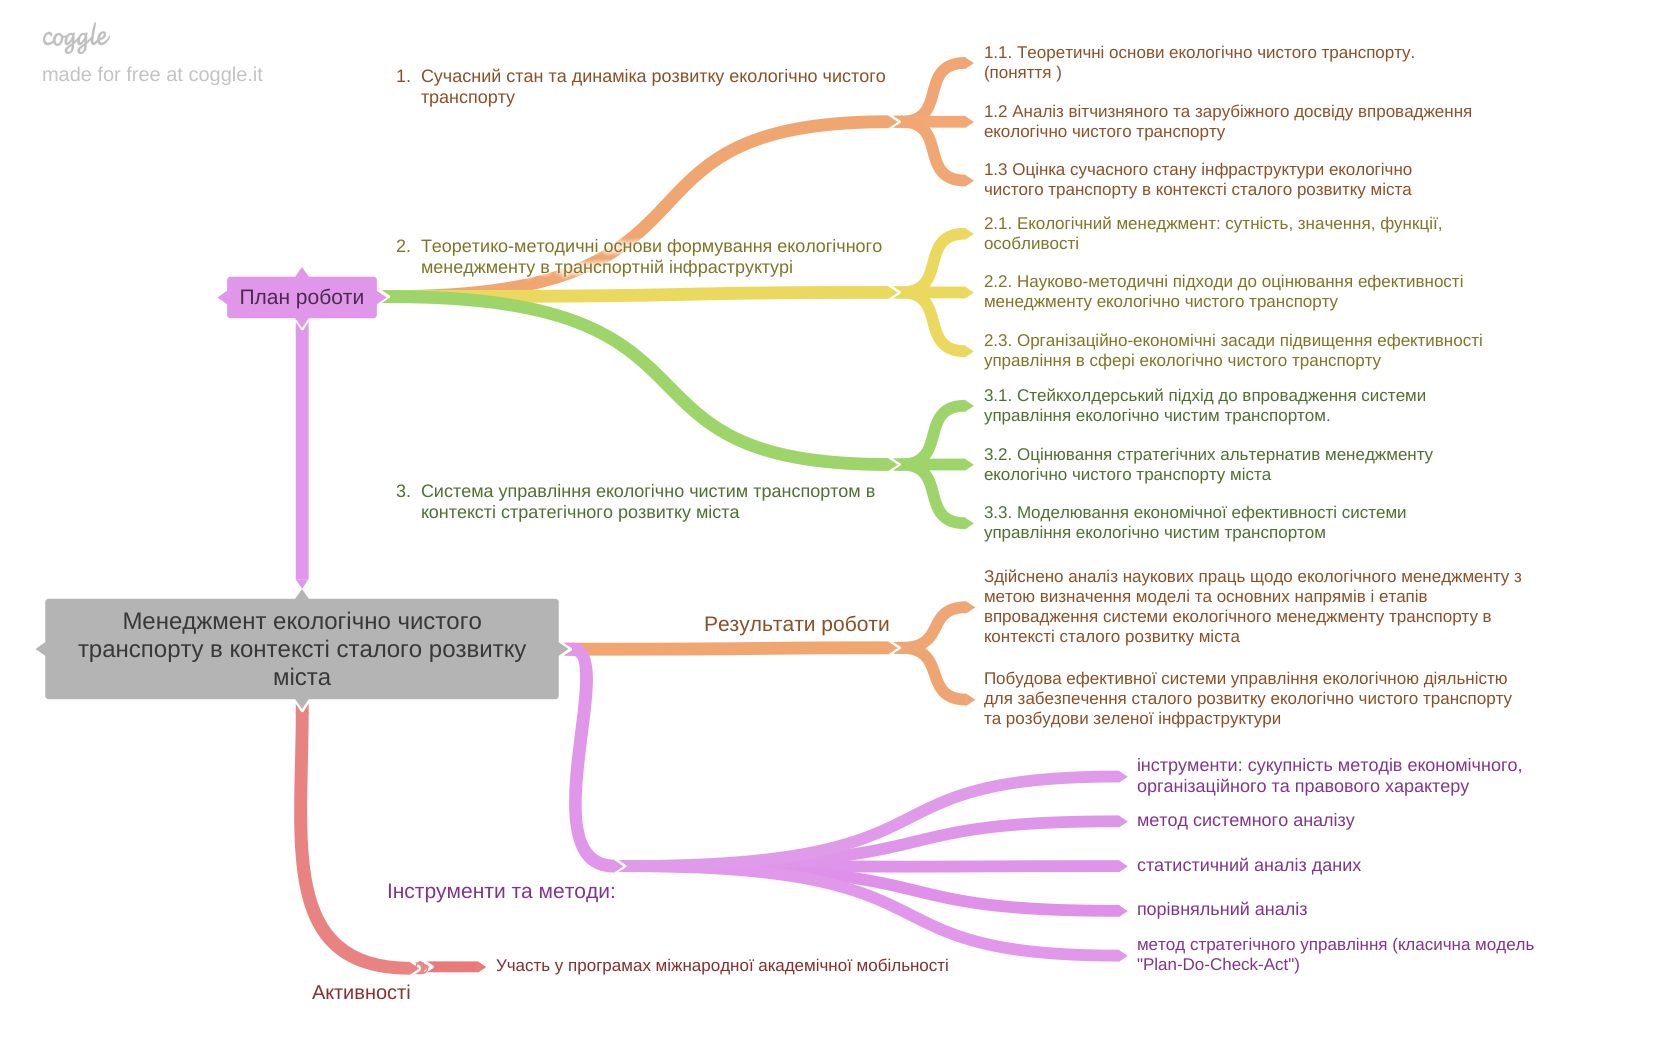 coggle
made for free at coggle.it
1. Сучасний стан та динаміка розвитку екологічно чистого
транспорту
1.1. Теоретичні основи екологічно чистого транспорту.
(поняття )
1.2 Аналіз вітчизняного та зарубіжного досвіду впровадження
екологічно чистого транспорту
1.3 Оцінка сучасного стану інфраструктури екологічно
чистого транспорту в контексті сталого розвитку міста
План роботи
2. Теоретико-методичні основи формування екологічного
менеджменту в транспортній інфраструктурі
2.1. Екологічний менеджмент: сутність, значення, функції,
особливості
2.2. Науково-методичні підходи до оцінювання ефективності
менеджменту екологічно чистого транспорту
2.3. Організаційно-економічні засади підвищення ефективності
управління в сфері екологічно чистого транспорту
3. Система управління екологічно чистим транспортом в
контексті стратегічного розвитку міста
3.1. Стейкхолдерський підхід до впровадження системи
управління екологічно чистим транспортом.
3.2. Оцінювання стратегічних альтернатив менеджменту
екологічно чистого транспорту міста
3.3. Моделювання економічної ефективності системи
управління екологічно чистим транспортом
Менеджмент екологічно чистого
транспорту в контексті сталого розвитку
міста
Результати роботи
Здійснено аналіз наукових праць щодо екологічного менеджменту з
метою визначення моделі та основних напрямів і етапів
впровадження системи екологічного менеджменту транспорту в
контексті сталого розвитку міста
Побудова ефективної системи управління екологічною діяльністю
для забезпечення сталого розвитку екологічно чистого транспорту
та розбудови зеленої інфраструктури
Інструменти та методи:
інструменти: сукупність методів економічного,
організаційного та правового характеру
метод системного аналізу
статистичний аналіз даних
порівняльний аналіз
метод стратегічного управління (класична модель
"Plan-Do-Check-Act")
Активності
Участь у програмах міжнародної академічної мобільності